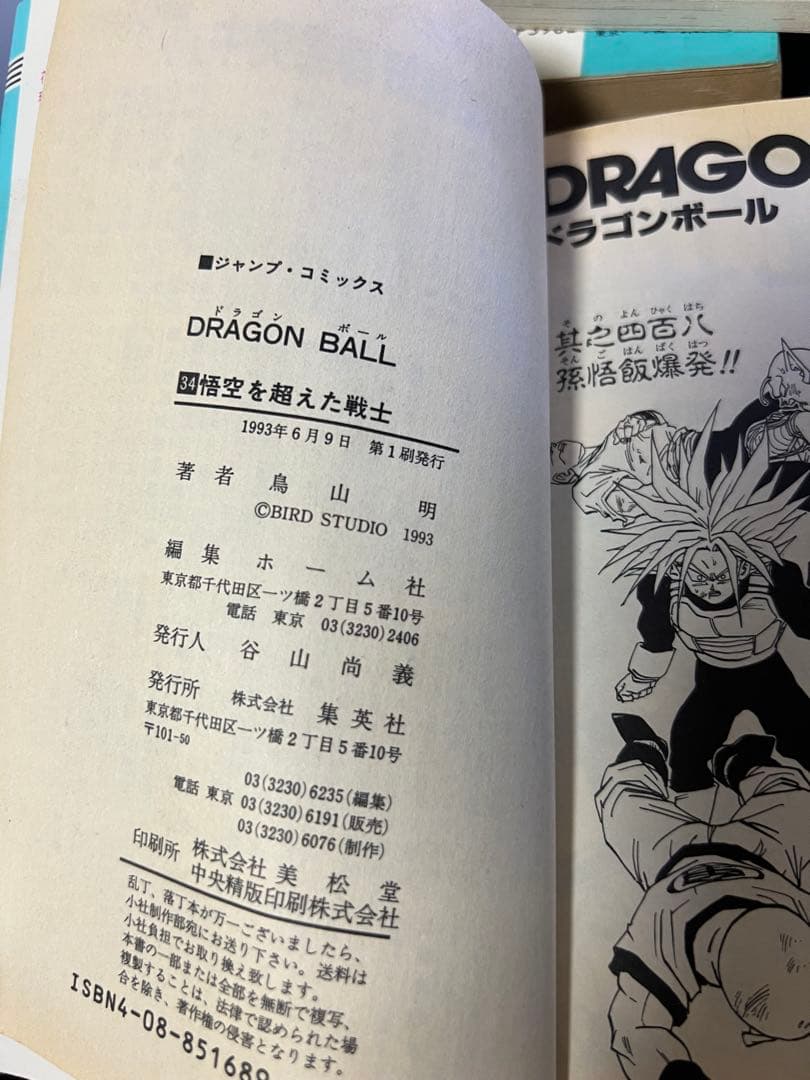 ■ジャンプ・コミックス
ドラゴン ボール
DRAGON BALL
34悟空を超えた戦士
1993年6月9日 第1刷発行
著者 鳥山明
©BIRD STUDIO 1993
編集 ホーム社
東京都千代田区一ツ橋2丁目5番10号
電話 東京 03(3230)2406
発行人 谷山尚義
発行所 株式会社 集英社
東京都千代田区一ツ橋2丁目5番10号
〒101-50
03(3230)6235(編集)
電話 東京 03(3230)6191(販売)
03(3230)6076(制作)
印刷所 株式会社 美松堂
中央精版印刷株式会社
乱丁、落丁本が万一ございましたら、
小社制作部宛にお送り下さい。送料は
小社負担でお取り換え致します。
本書の一部または全部を無断で複写、
複製することは、法律で認められた場
合を除き、著作権の侵害となります。
ISBN4-08-851689
DRAGO
ドラゴンボール
そ の よん ひゃく はち
其之四百八
そん ご はん ばく はつ
孫悟飯爆発!!